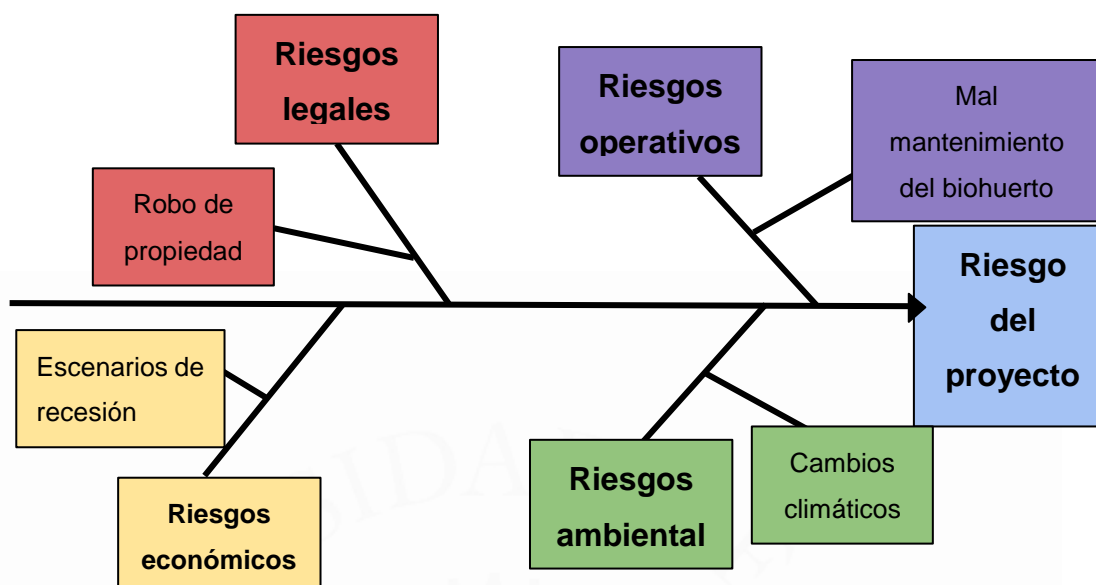 Riesgos
legales
Riesgos
operativos
Mal
mantenimiento
del biohuerto
Robo de
propiedad
Riesgo
del
proyecto
Escenarios de
recesión
Riesgos
económicos
Riesgos
ambiental
Cambios
climáticos